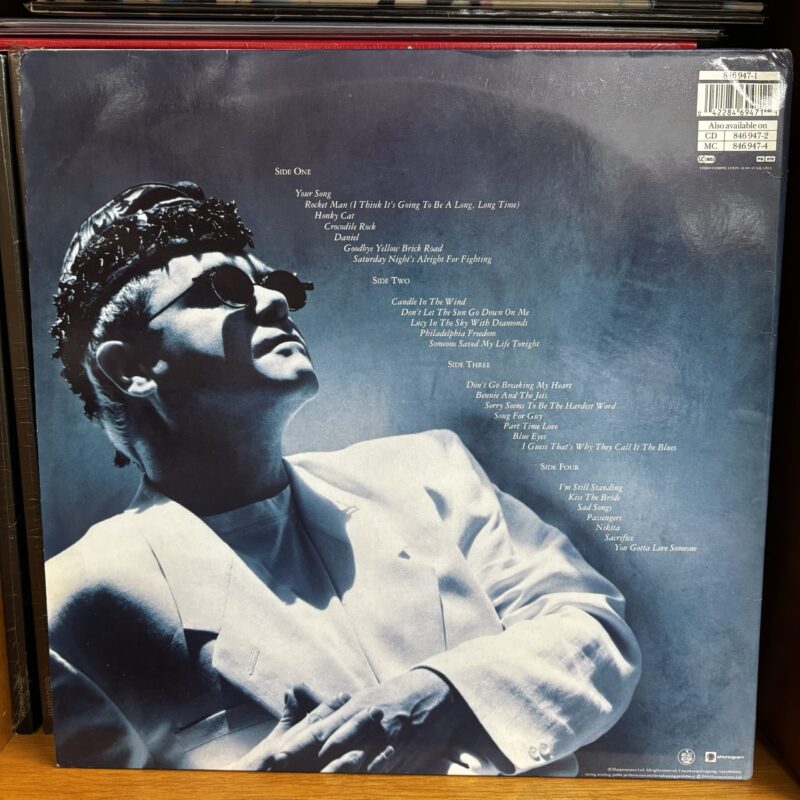 846 947-1
0 42284 69471
Also available on
CD 846 947-2
MC 846 947-4
SIDE ONE
Your Song
Rocket Man (I Think It's Going To Be A Long, Long Time)
Honky Cat
Crocodile Rock
Daniel
Goodbye Yellow Brick Road
Saturday Night's Alright For Fighting
SIDE TWO
Candle In The Wind
Don't Let The Sun Go Down On Me
Lucy In The Sky With Diamonds
Philadelphia Freedom
Someone Saved My Life Tonight
SIDE THREE
Don't Go Breaking My Heart
Bennie And The Jets
Sorry Seems To Be The Hardest Word
Song For Guy
Part Time Love
Blue Eyes
I Guess That's Why They Call It The Blues
SIDE FOUR
I'm Still Standing
Kiss The Bride
Sad Songs
Passengers
Nikita
Sacrifice
You Gotta Love Someone
phonogram